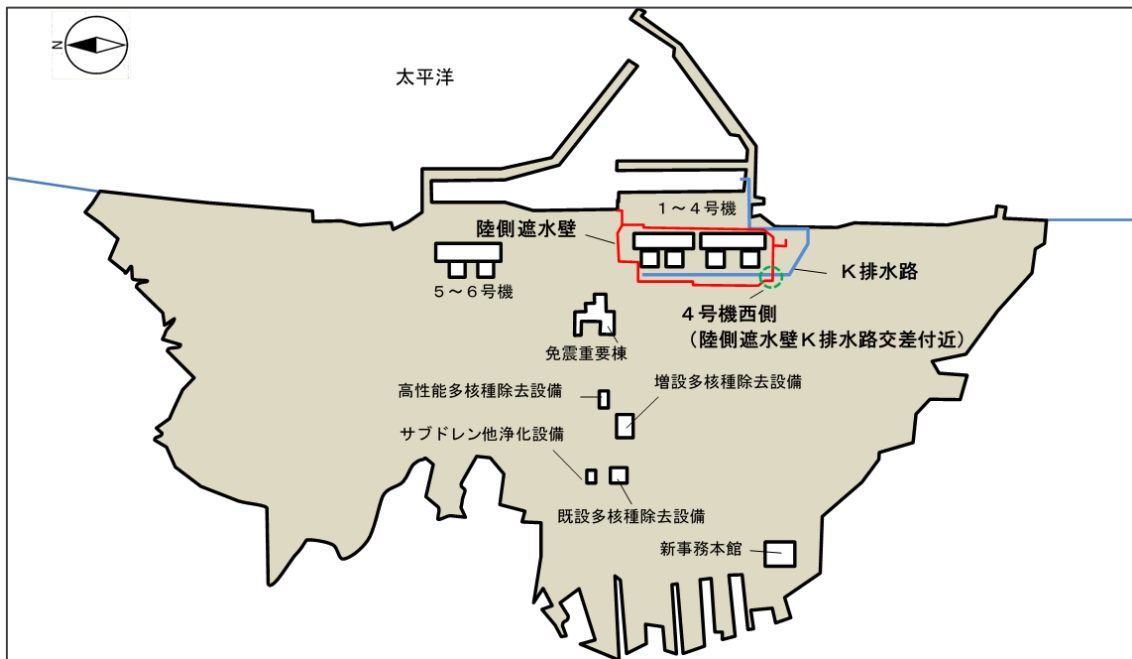 N
太平洋
１～４号機
陸側遮水壁
５～６号機
Ｋ排水路
４号機西側
（陸側遮水壁Ｋ排水路交差付近）
免震重要棟
高性能多核種除去設備
増設多核種除去設備
サブドレン他浄化設備
既設多核種除去設備
新事務本館